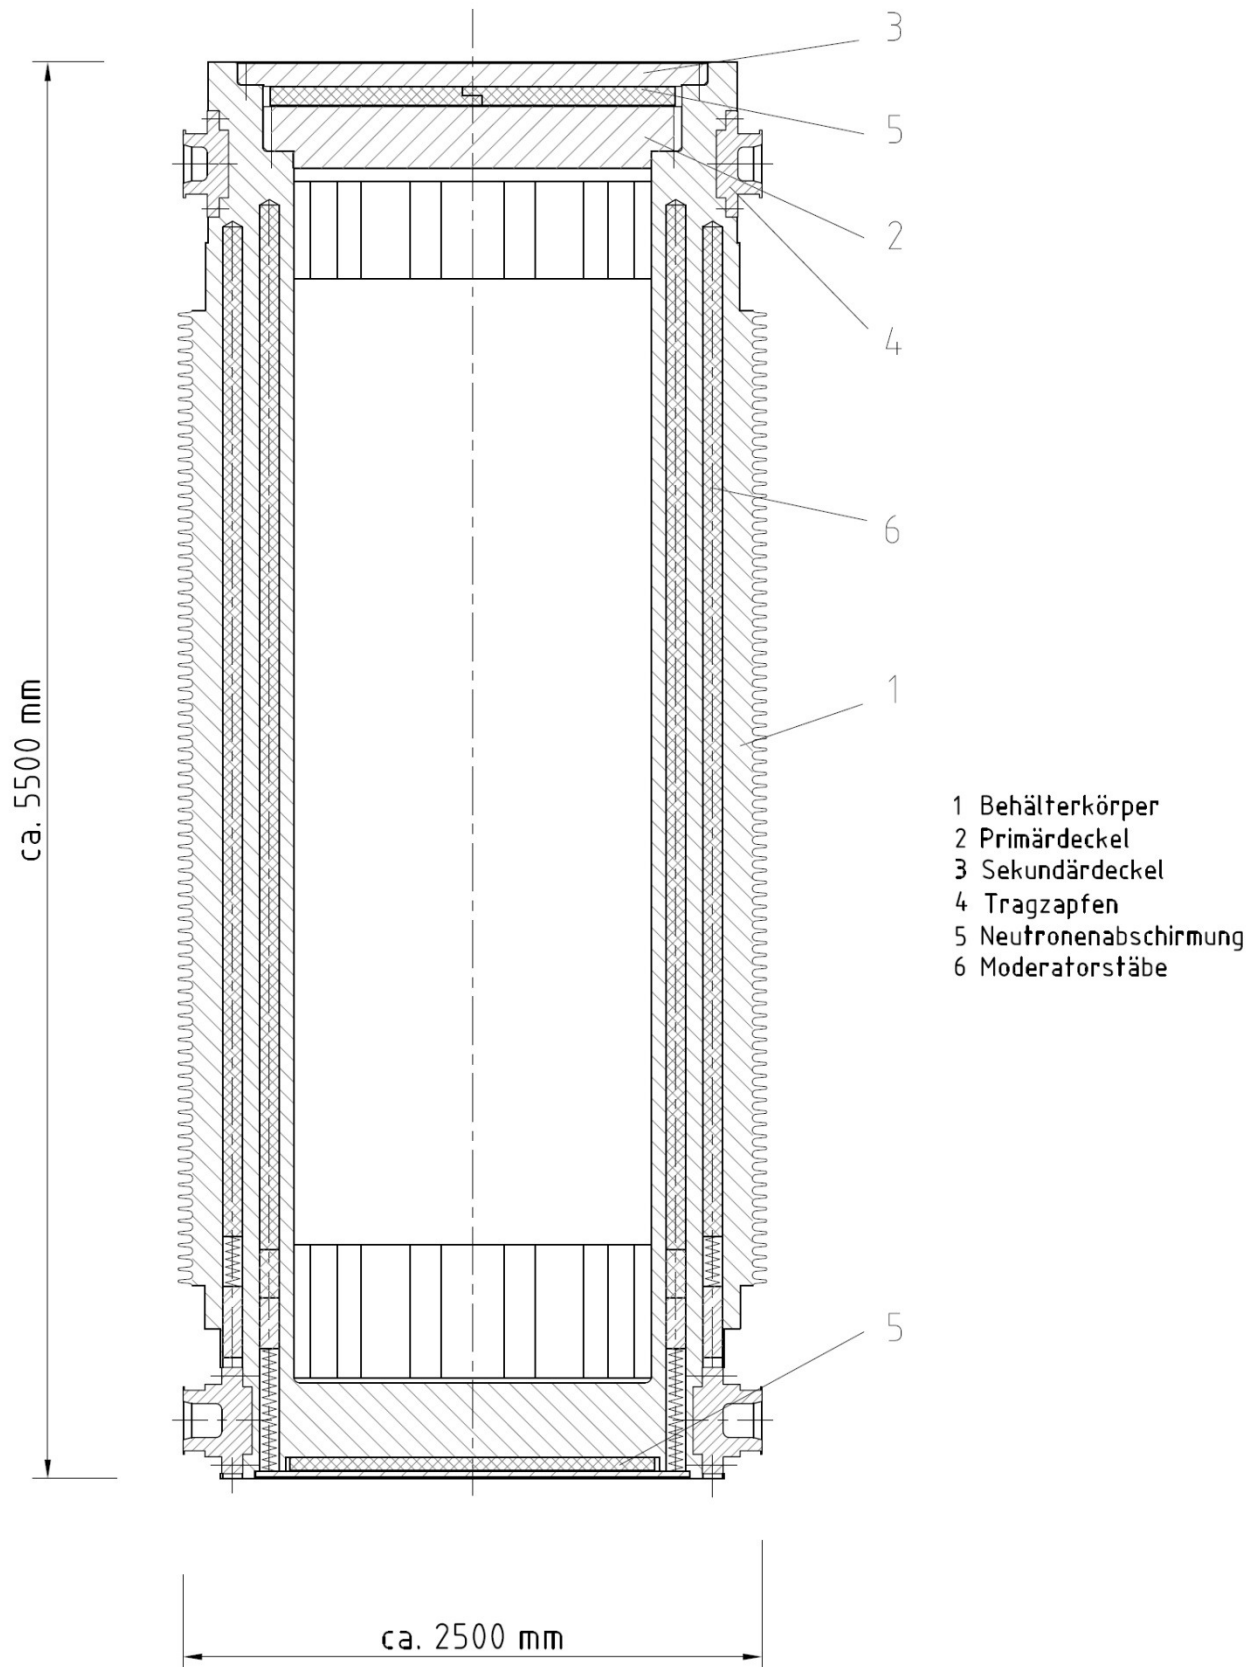 3
5
2
4
6
1
ca. 5500 mm
1 Behälterkörper
2 Primärdeckel
3 Sekundärdeckel
4 Tragzapfen
5 Neutronenabschirmung
6 Moderatorstäbe
5
ca. 2500 mm